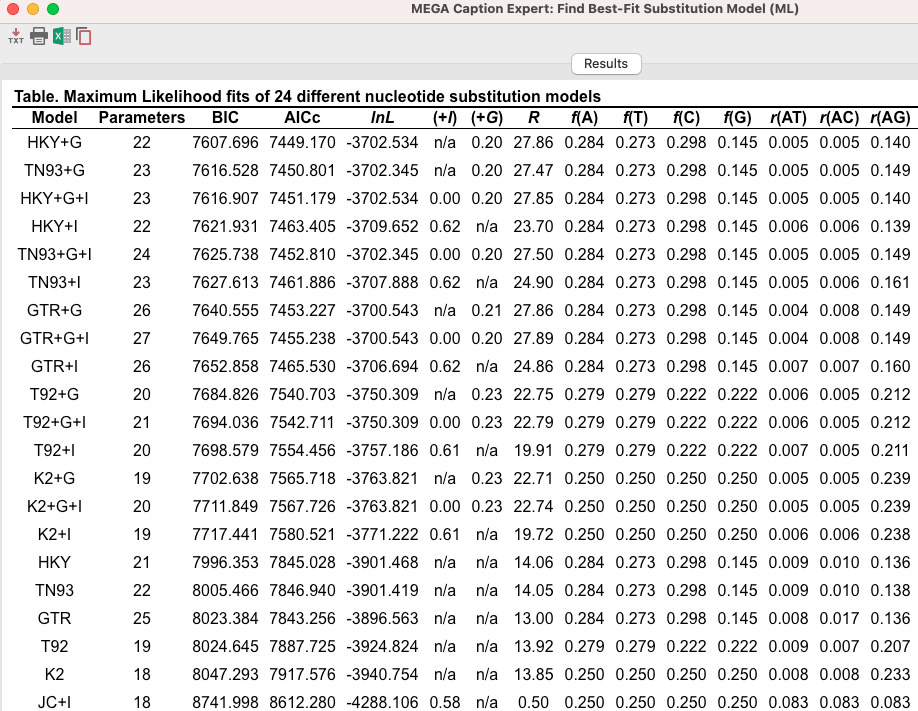 MEGA Caption Expert: Find Best-Fit Substitution Model (ML)
TXT
X
Results
Table. Maximum Likelihood fits of 24 different nucleotide substitution models
Model Parameters BIC AICc lnL (+I) (+G) R f(A) f(T) f(C) f(G) r(AT) r(AC) r(AG)
HKY+G 22 7607.696 7449.170 -3702.534 n/a 0.20 27.86 0.284 0.273 0.298 0.145 0.005 0.005 0.140
TN93+G 23 7616.528 7450.801 -3702.345 n/a 0.20 27.47 0.284 0.273 0.298 0.145 0.005 0.005 0.149
HKY+G+I 23 7616.907 7451.179 -3702.534 0.00 0.20 27.85 0.284 0.273 0.298 0.145 0.005 0.005 0.140
HKY+I 22 7621.931 7463.405 -3709.652 0.62 n/a 23.70 0.284 0.273 0.298 0.145 0.006 0.006 0.139
TN93+G+I 24 7625.738 7452.810 -3702.345 0.00 0.20 27.50 0.284 0.273 0.298 0.145 0.005 0.005 0.149
TN93+I 23 7627.613 7461.886 -3707.888 0.62 n/a 24.90 0.284 0.273 0.298 0.145 0.005 0.006 0.161
GTR+G 26 7640.555 7453.227 -3700.543 n/a 0.21 27.86 0.284 0.273 0.298 0.145 0.004 0.008 0.149
GTR+G+I 27 7649.765 7455.238 -3700.543 0.00 0.20 27.89 0.284 0.273 0.298 0.145 0.004 0.008 0.149
GTR+I 26 7652.858 7465.530 -3706.694 0.62 n/a 24.86 0.284 0.273 0.298 0.145 0.007 0.007 0.160
T92+G 20 7684.826 7540.703 -3750.309 n/a 0.23 22.75 0.279 0.279 0.222 0.222 0.006 0.005 0.212
T92+G+I 21 7694.036 7542.711 -3750.309 0.00 0.23 22.79 0.279 0.279 0.222 0.222 0.006 0.005 0.212
T92+I 20 7698.579 7554.456 -3757.186 0.61 n/a 19.91 0.279 0.279 0.222 0.222 0.007 0.005 0.211
K2+G 19 7702.638 7565.718 -3763.821 n/a 0.23 22.71 0.250 0.250 0.250 0.250 0.005 0.005 0.239
K2+G+I 20 7711.849 7567.726 -3763.821 0.00 0.23 22.74 0.250 0.250 0.250 0.250 0.005 0.005 0.239
K2+I 19 7717.441 7580.521 -3771.222 0.61 n/a 19.72 0.250 0.250 0.250 0.250 0.006 0.006 0.238
HKY 21 7996.353 7845.028 -3901.468 n/a n/a 14.06 0.284 0.273 0.298 0.145 0.009 0.010 0.136
TN93 22 8005.466 7846.940 -3901.419 n/a n/a 14.05 0.284 0.273 0.298 0.145 0.009 0.010 0.138
GTR 25 8023.384 7843.256 -3896.563 n/a n/a 13.00 0.284 0.273 0.298 0.145 0.008 0.017 0.136
T92 19 8024.645 7887.725 -3924.824 n/a n/a 13.92 0.279 0.279 0.222 0.222 0.009 0.007 0.207
K2 18 8047.293 7917.576 -3940.754 n/a n/a 13.85 0.250 0.250 0.250 0.250 0.008 0.008 0.233
JC+I 18 8741.998 8612.280 -4288.106 0.58 n/a 0.50 0.250 0.250 0.250 0.250 0.083 0.083 0.083